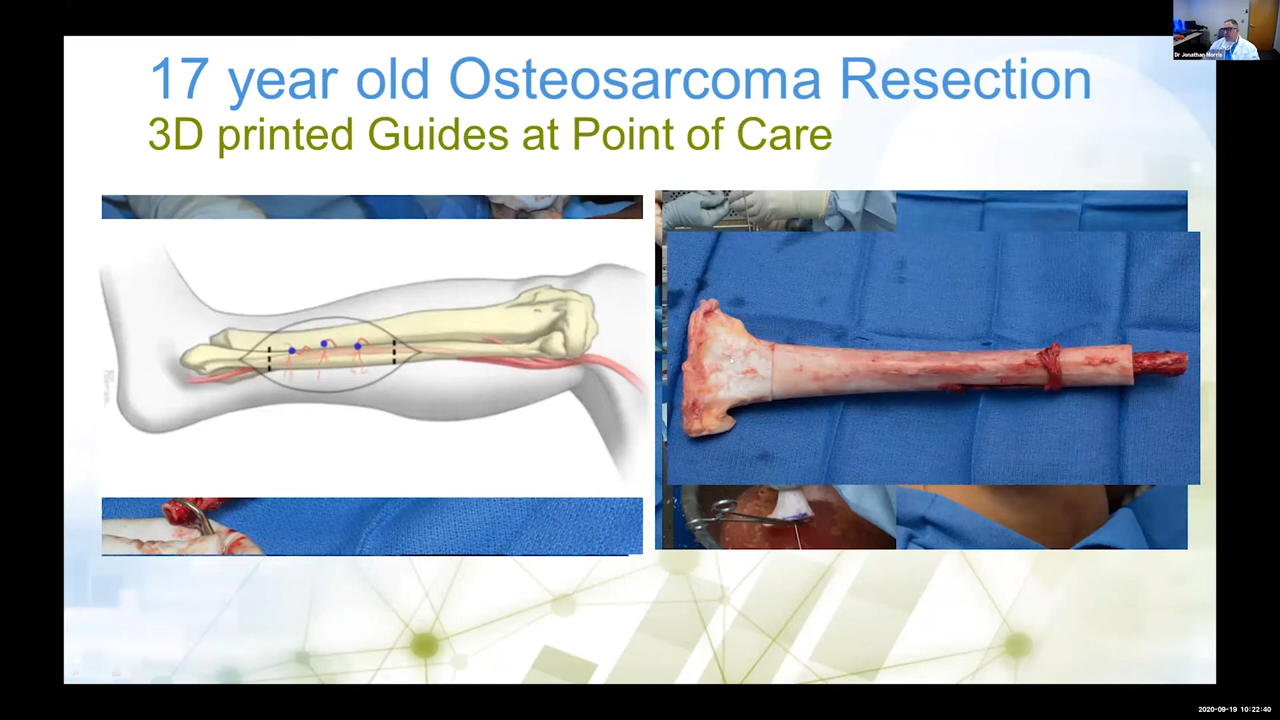 17 year old Osteosarcoma Resection
3D printed Guides at Point of Care
Dr Jonathan Morris
2020-09-19 10:22:40